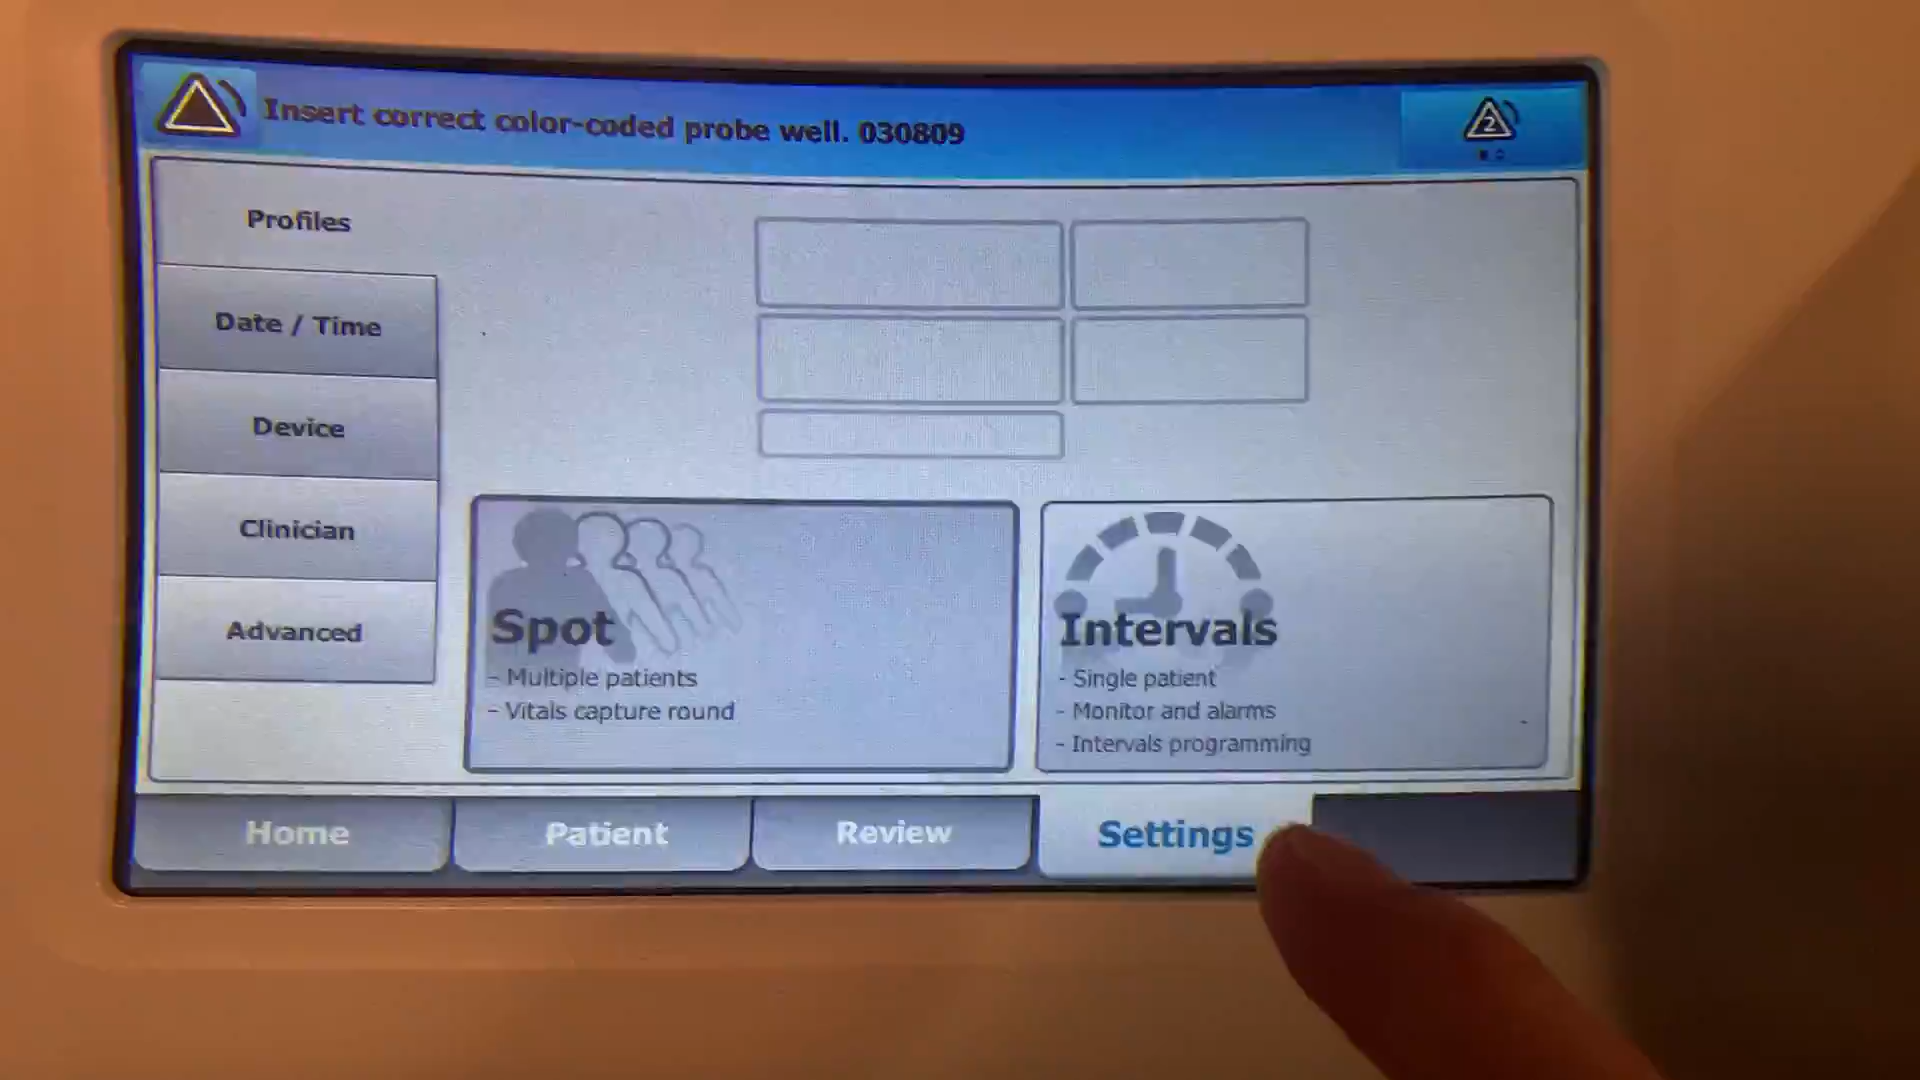 Insert correct color-coded probe well. 030809
2
Profiles
Date / Time
Device
Clinician
Advanced
Spot
- Multiple patients
- Vitals capture round
Intervals
- Single patient
- Monitor and alarms
- Intervals programming
Home
Patient
Review
Settings